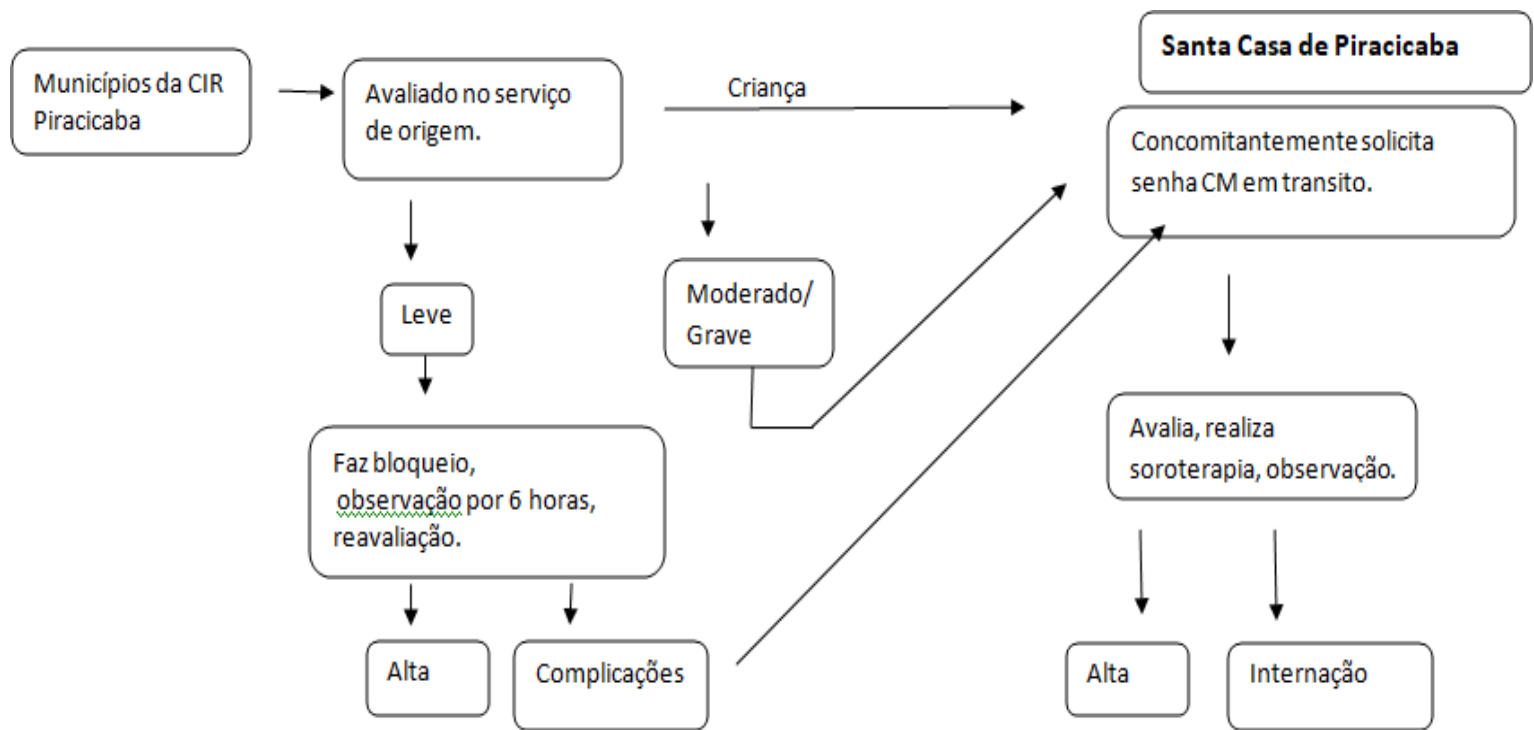 Municípios da CIR
Piracicaba
Avaliado no serviço
de origem.
Criança
Santa Casa de Piracicaba
Concomitantemente solicita
senha CM em transito.
Leve
Moderado/
Grave
Faz bloqueio,
observação por 6 horas,
reavaliação.
Avalia, realiza
soroterapia, observação.
Alta
Complicações
Alta
Internação